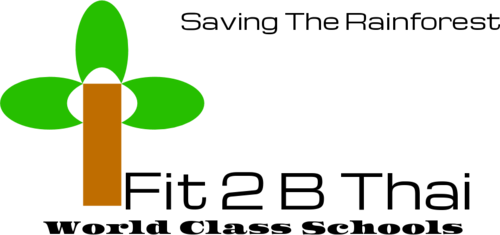 Saving The Rainforest
Fit 2 B Thai
World Class Schools